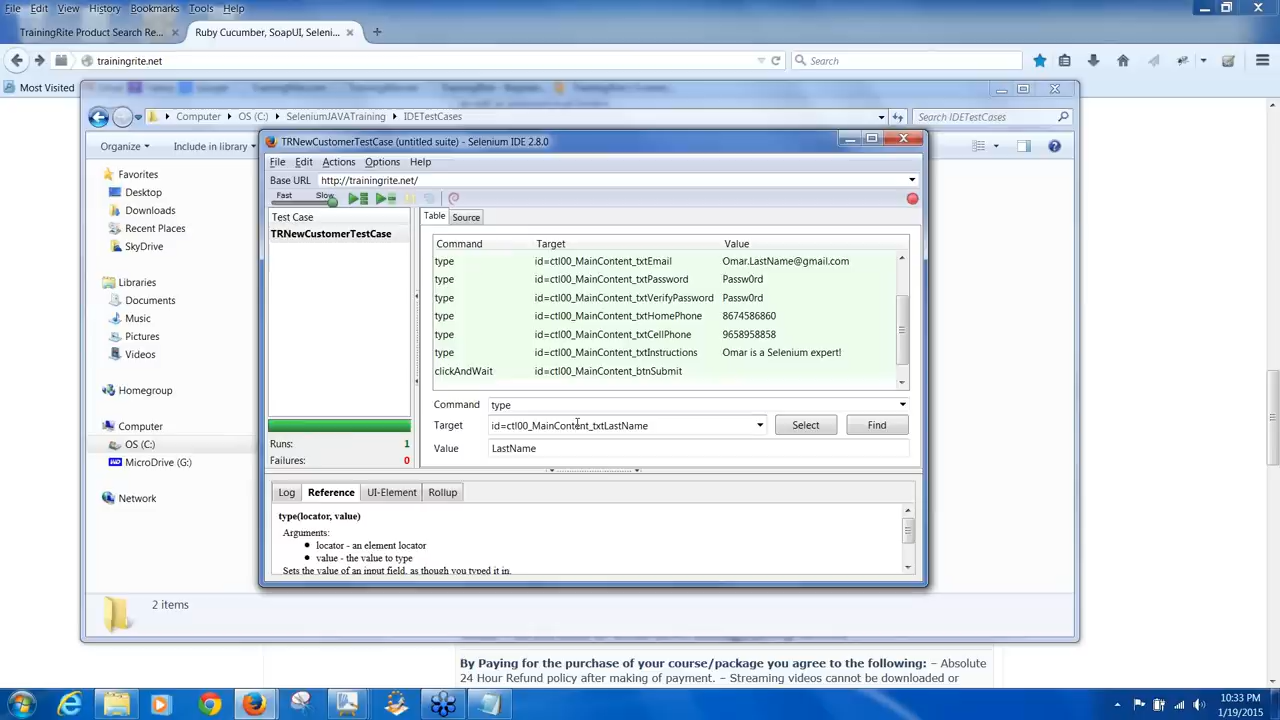 File Edit View History Bookmarks Tools Help
TrainingRite Product Search Re... Ruby Cucumber, SoapUI, Seleni...
trainingrite.net Search
Most Visited
Computer OS (C:) SeleniumJAVATraining IDETestCases Search IDETestCases
Organize Include in library
Favorites
Desktop
Downloads
Recent Places
SkyDrive
Libraries
Documents
Music
Pictures
Videos
Homegroup
Computer
OS (C:)
MicroDrive (G:)
Network
2 items
TRNewCustomerTestCase (untitled suite) - Selenium IDE 2.8.0
File Edit Actions Options Help
Base URL http://trainingrite.net/
Fast Slow
Test Case
TRNewCustomerTestCase
Runs: 1
Failures: 0
Table Source
Command Target Value
type id=ctl00_MainContent_txtEmail Omar.LastName@gmail.com
type id=ctl00_MainContent_txtPassword Passw0rd
type id=ctl00_MainContent_txtVerifyPassword Passw0rd
type id=ctl00_MainContent_txtHomePhone 8674586860
type id=ctl00_MainContent_txtCellPhone 9658958858
type id=ctl00_MainContent_txtInstructions Omar is a Selenium expert!
clickAndWait id=ctl00_MainContent_btnSubmit
Command type
Target id=ctl00_MainContent_txtLastName Select Find
Value LastName
Log Reference UI-Element Rollup
type(locator, value)
Arguments:
locator - an element locator
value - the value to type
Sets the value of an input field, as though you typed it in.
By Paying for the purchase of your course/package you agree to the following: – Absolute
24 Hour Refund policy after making of payment. – Streaming videos cannot be downloaded or
10:33 PM
1/19/2015